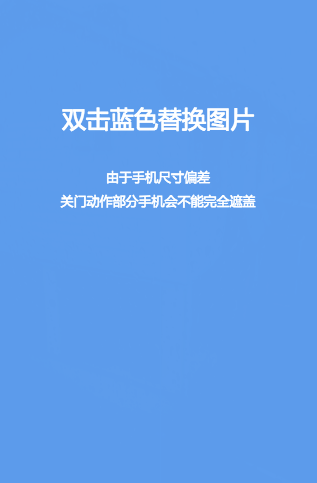 双击蓝色替换图片
由于手机尺寸偏差
关门动作部分手机会不能完全遮盖